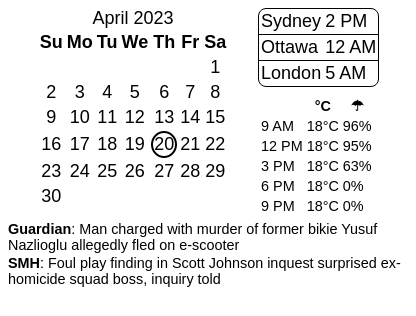 April 2023
Su Mo Tu We Th Fr Sa
1
2 3 4 5 6 7 8
9 10 11 12 13 14 15
16 17 18 19 20 21 22
23 24 25 26 27 28 29
30
Sydney 2 PM
Ottawa 12 AM
London 5 AM
°C ☂
9 AM 18°C 96%
12 PM 18°C 95%
3 PM 18°C 63%
6 PM 18°C 0%
9 PM 18°C 0%
Guardian: Man charged with murder of former bikie Yusuf
Nazlioglu allegedly fled on e-scooter
SMH: Foul play finding in Scott Johnson inquest surprised ex-
homicide squad boss, inquiry told